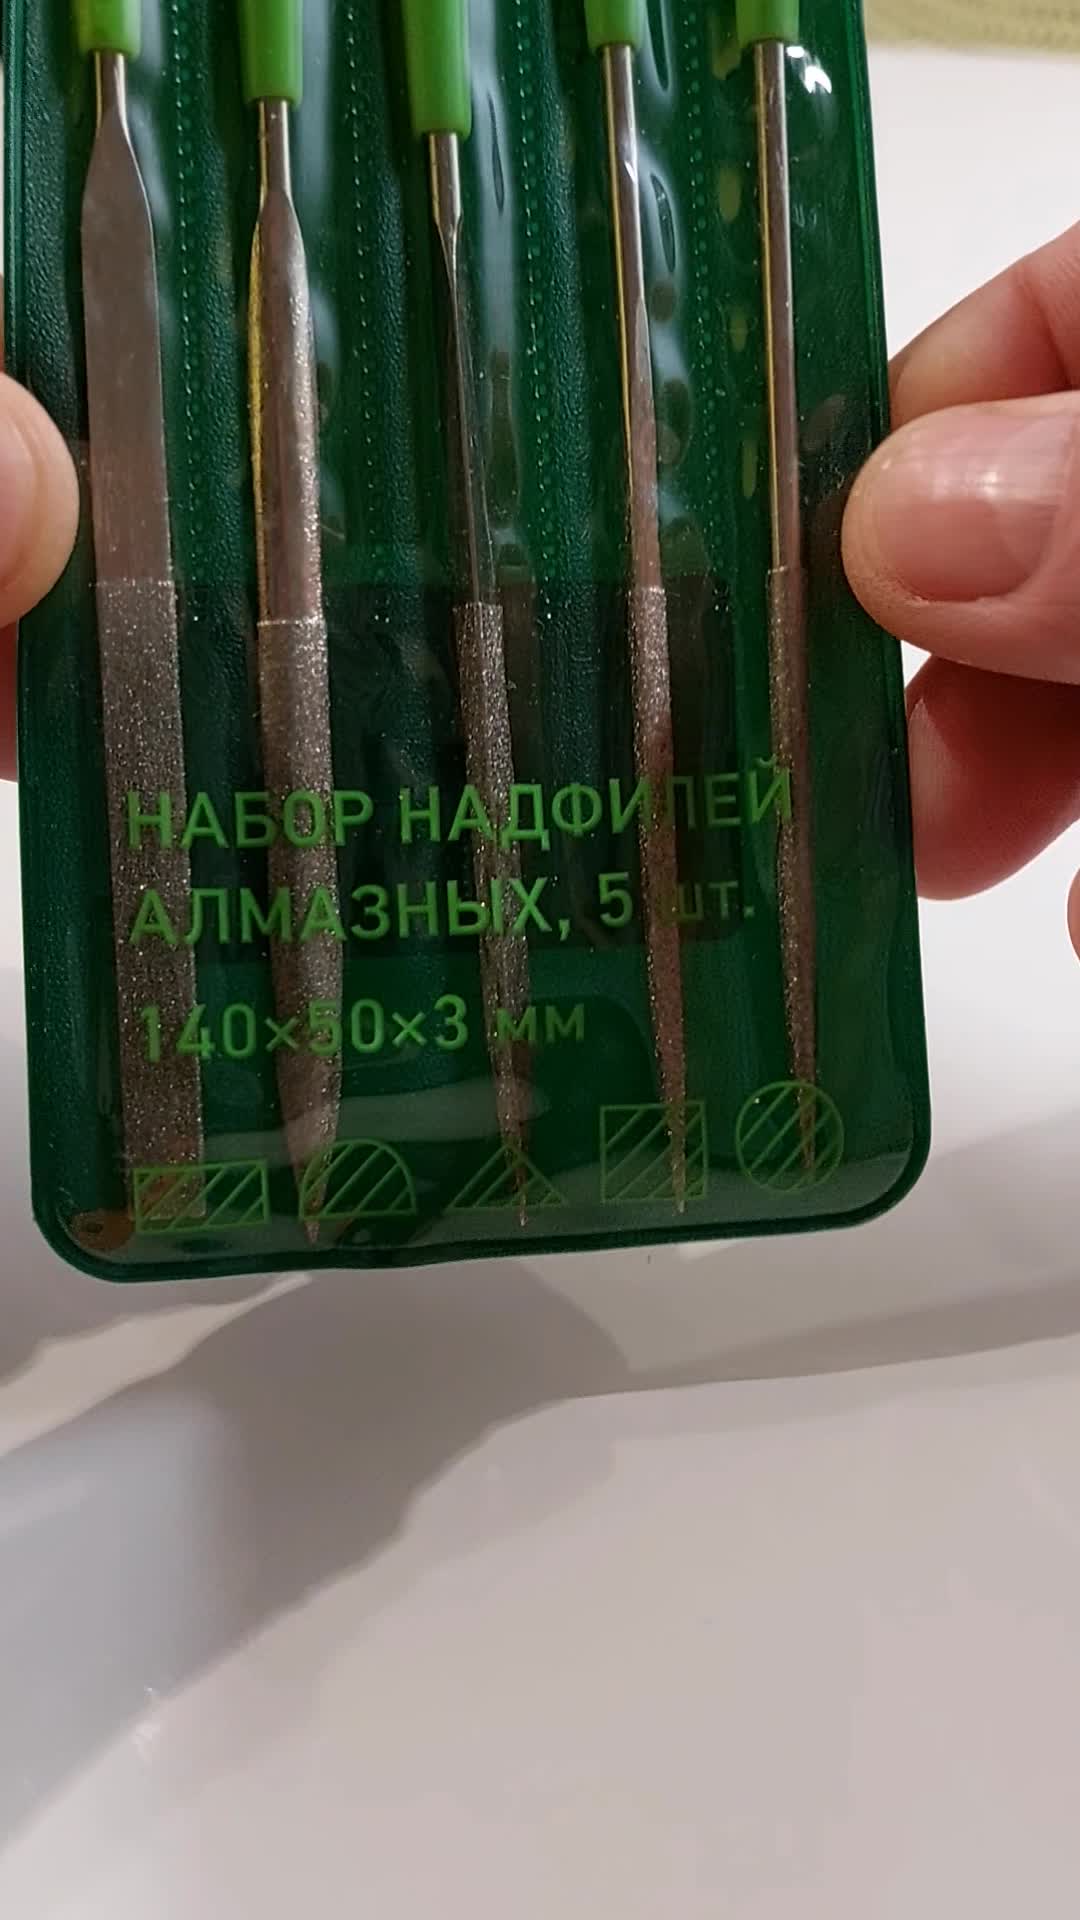 НАБОР НАДФИЛЕЙ
АЛМАЗНЫХ, 5 шт.
140×50×3 мм